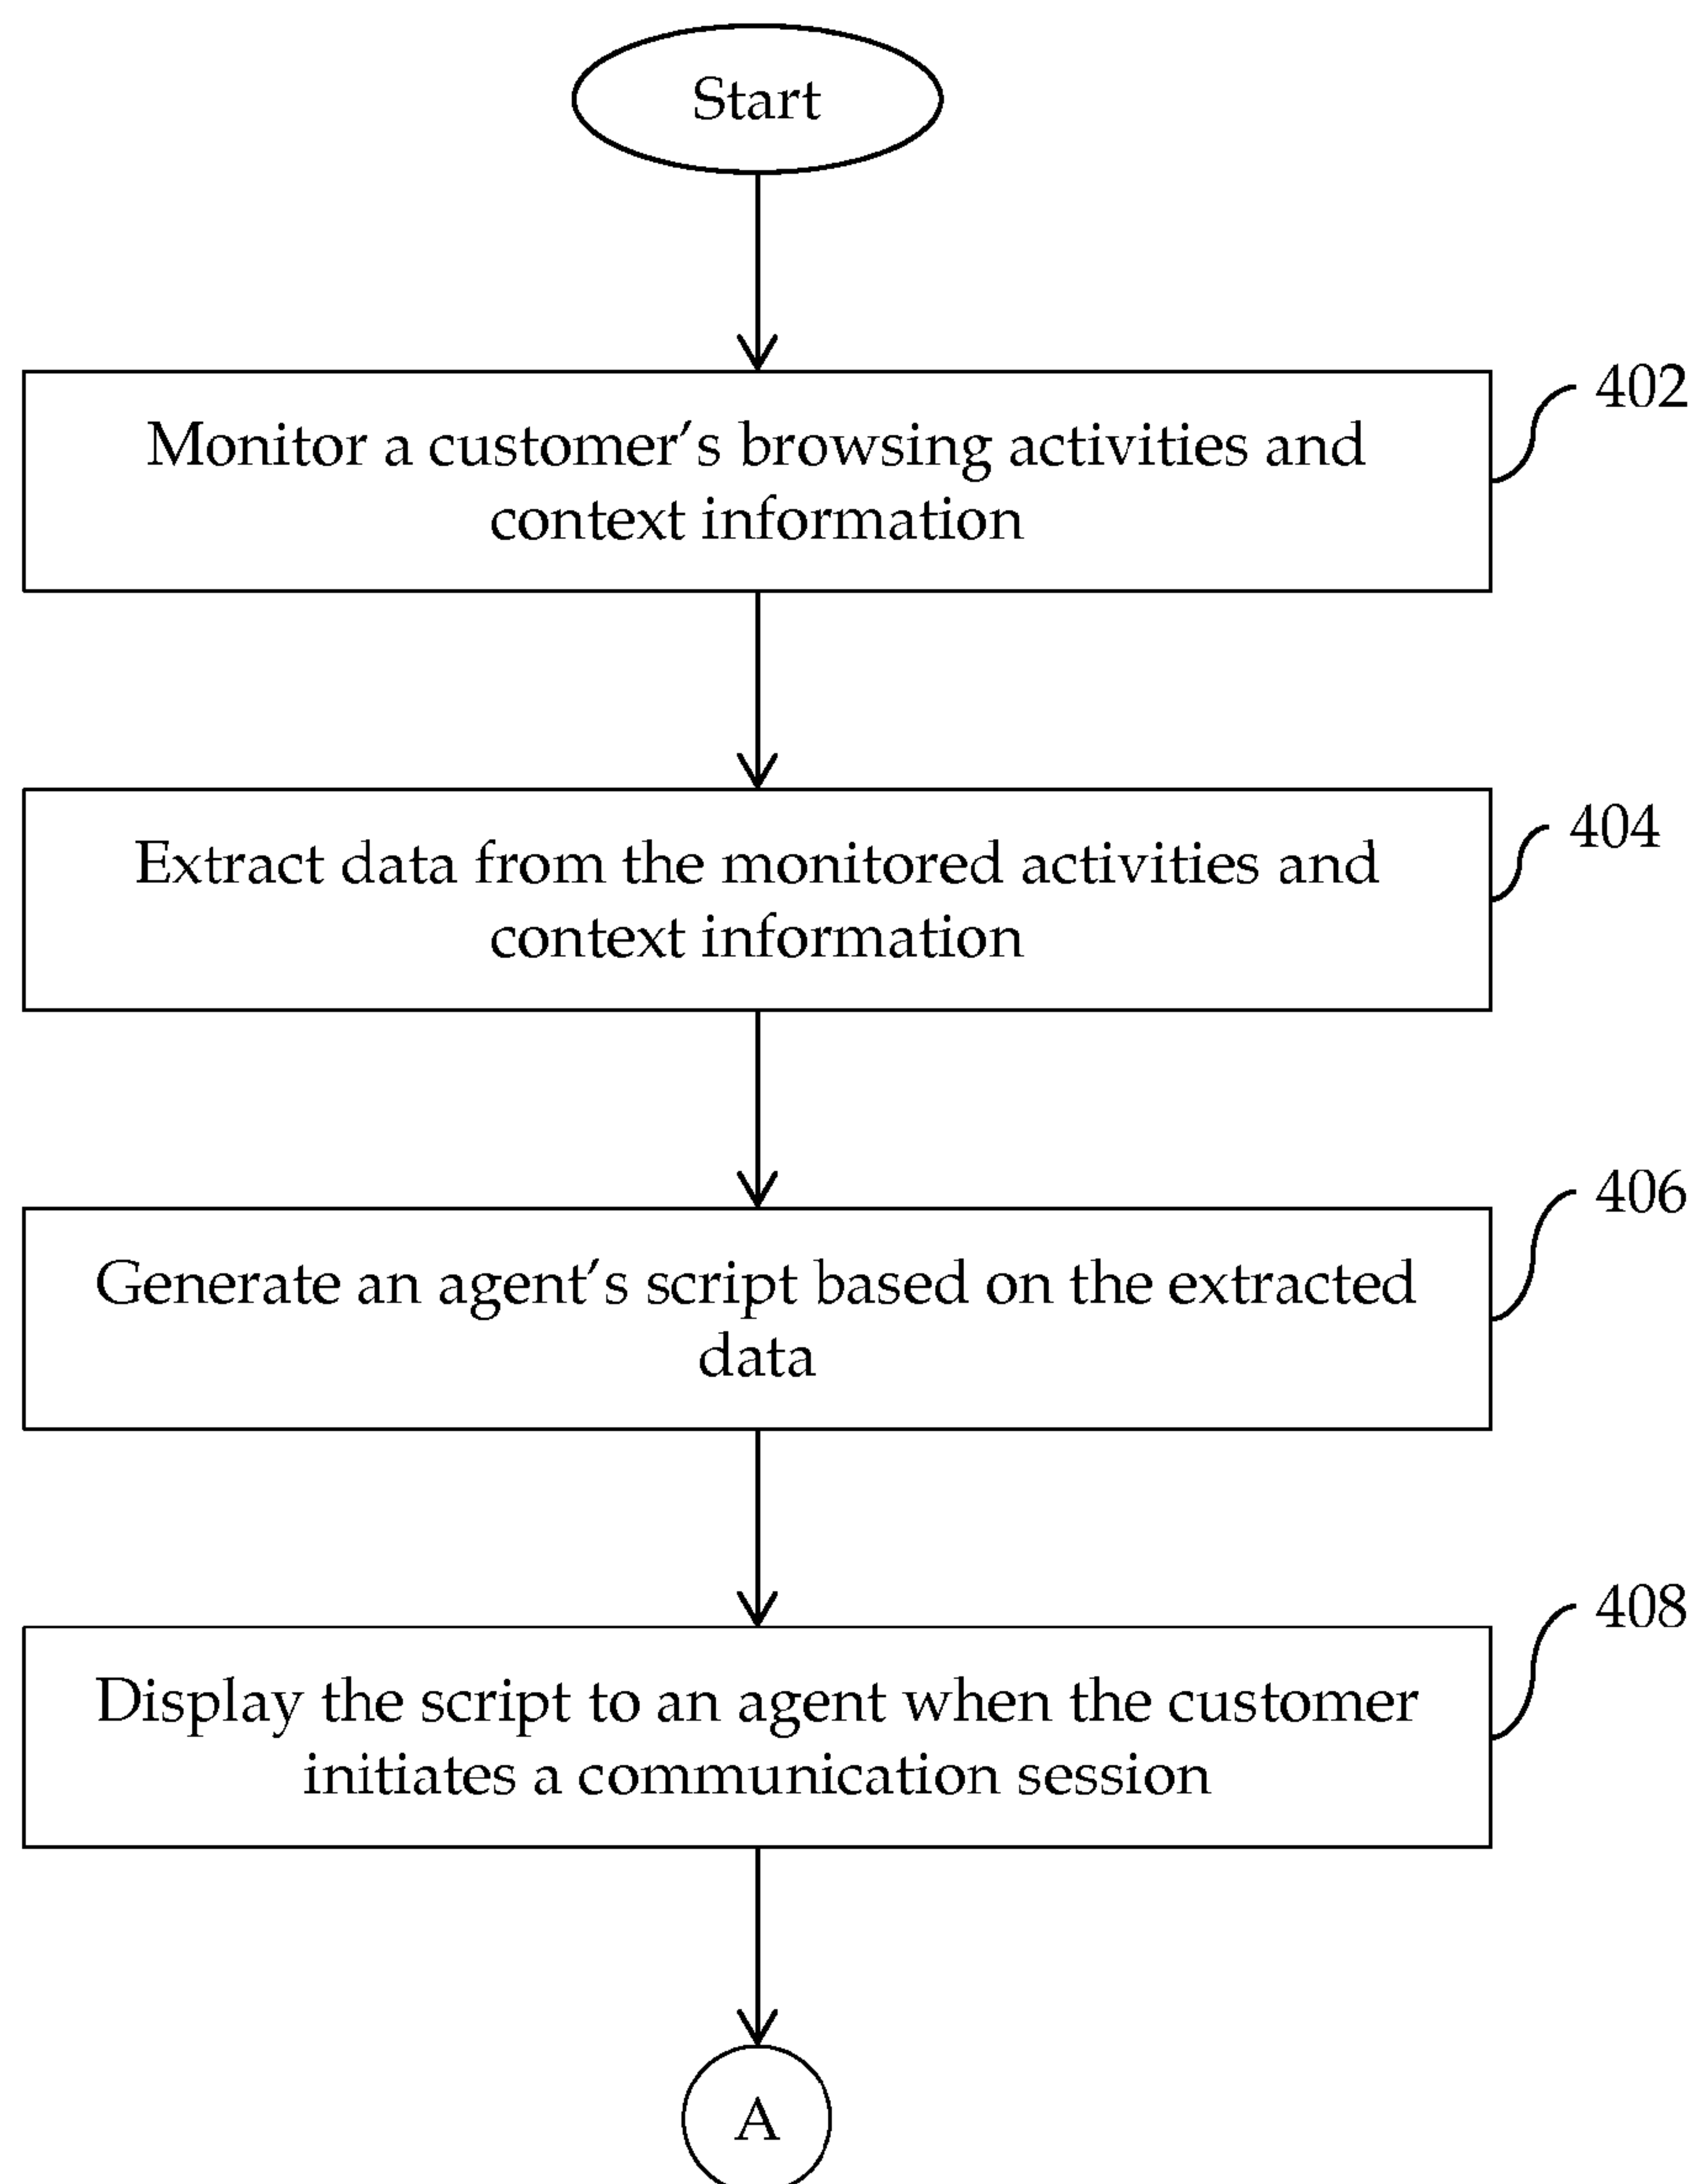 Start
402
Monitor a customer's browsing activities and
context information
404
Extract data from the monitored activities and
context information
406
Generate an agent's script based on the extracted
data
408
Display the script to an agent when the customer
initiates a communication session
A